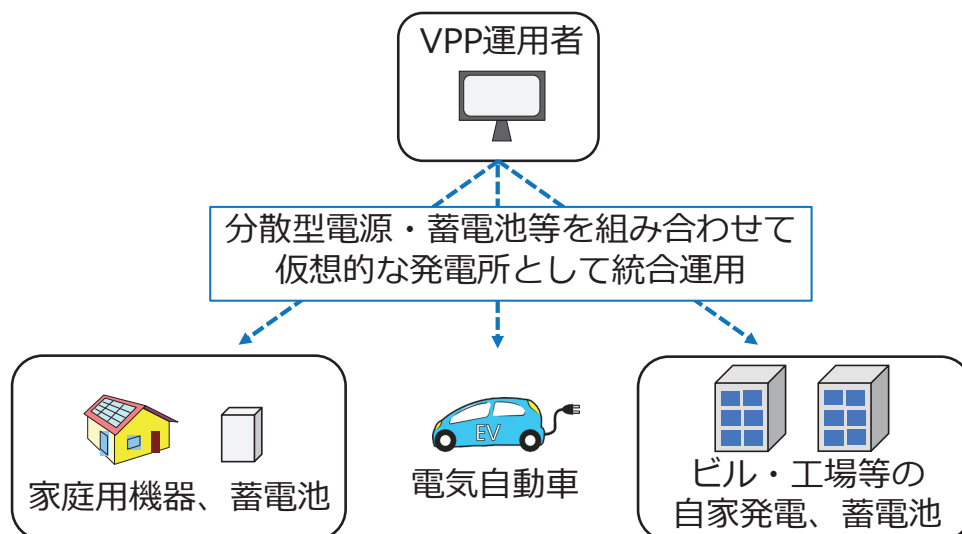 VPP運用者
分散型電源・蓄電池等を組み合わせて
仮想的な発電所として統合運用
家庭用機器、蓄電池
EV
電気自動車
ビル・工場等の
自家発電、蓄電池